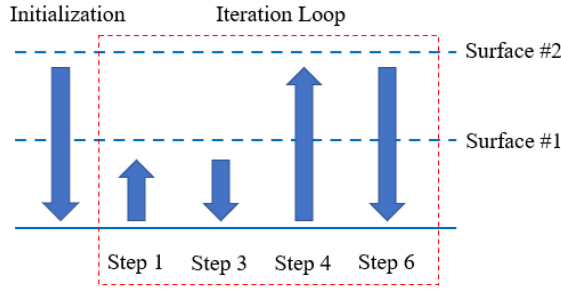 Initialization
Iteration Loop
Surface #2
Surface #1
Step 1
Step 3
Step 4
Step 6